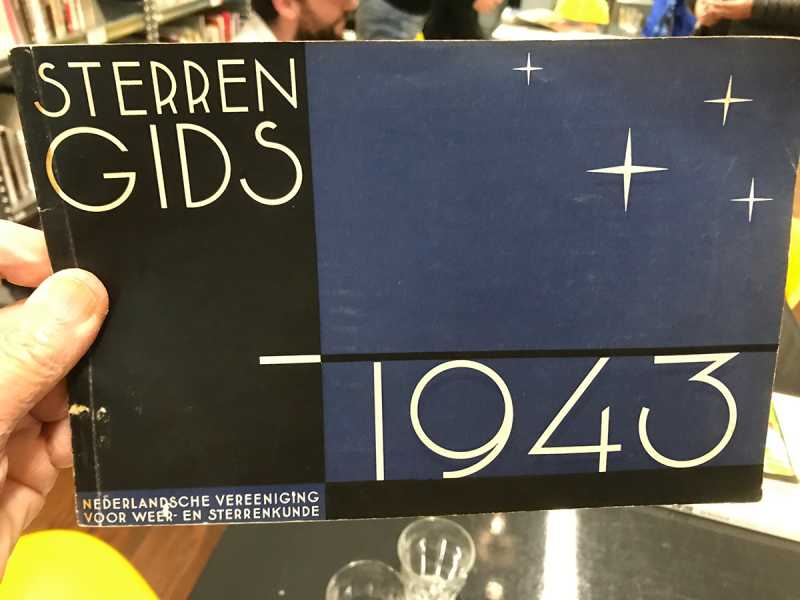 STERREN
GIDS
1943
NEDERLANDSCHE VEREENIGING
VOOR WEER- EN STERRENKUNDE